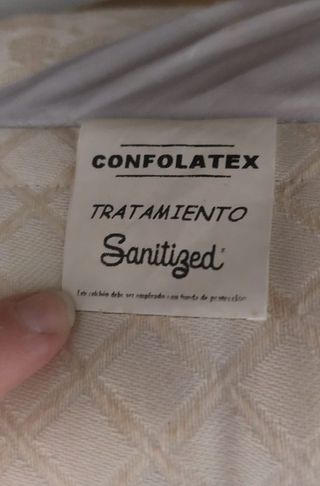 CONFOLATEX
TRATAMIENTO
Sanitized®
Este colchón debe ser empleado con funda de protección